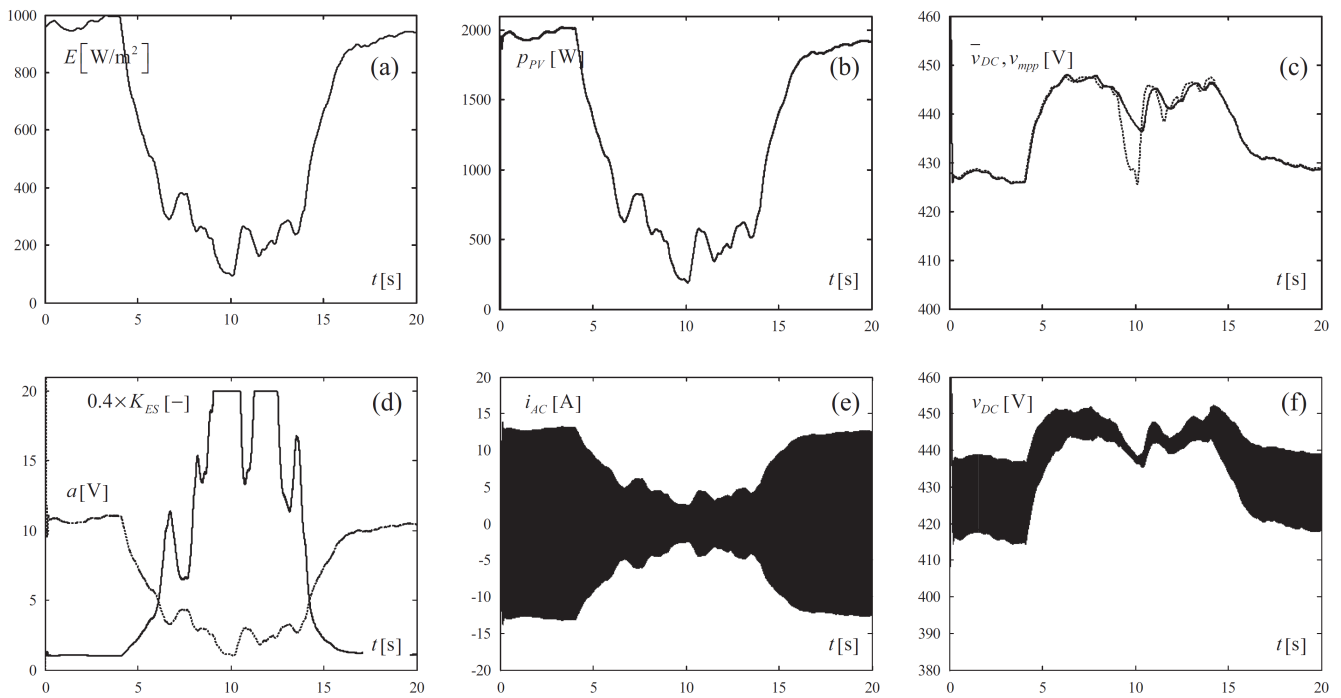 1000
800
600
400
200
0
E[W/m²]
(a)
t[s]
0 5 10 15 20
2000
1500
1000
500
0
p_PV [W]
(b)
t[s]
0 5 10 15 20
460
450
440
430
420
410
400
v̅_DC, v_mpp [V]
(c)
t[s]
0 5 10 15 20
20
15
10
5
0
0.4×K_ES [−]
(d)
a[V]
t[s]
0 5 10 15 20
20
15
10
5
0
-5
-10
-15
-20
i_AC [A]
(e)
t[s]
0 5 10 15 20
460
450
440
430
420
410
400
390
380
v_DC [V]
(f)
t[s]
0 5 10 15 20